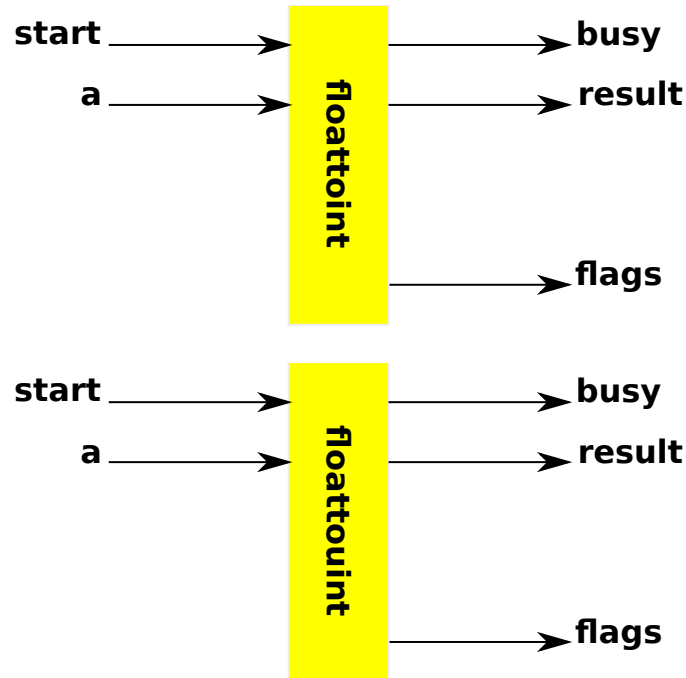 start
busy
a
result
floattoint
flags
start
busy
a
result
floattouint
flags